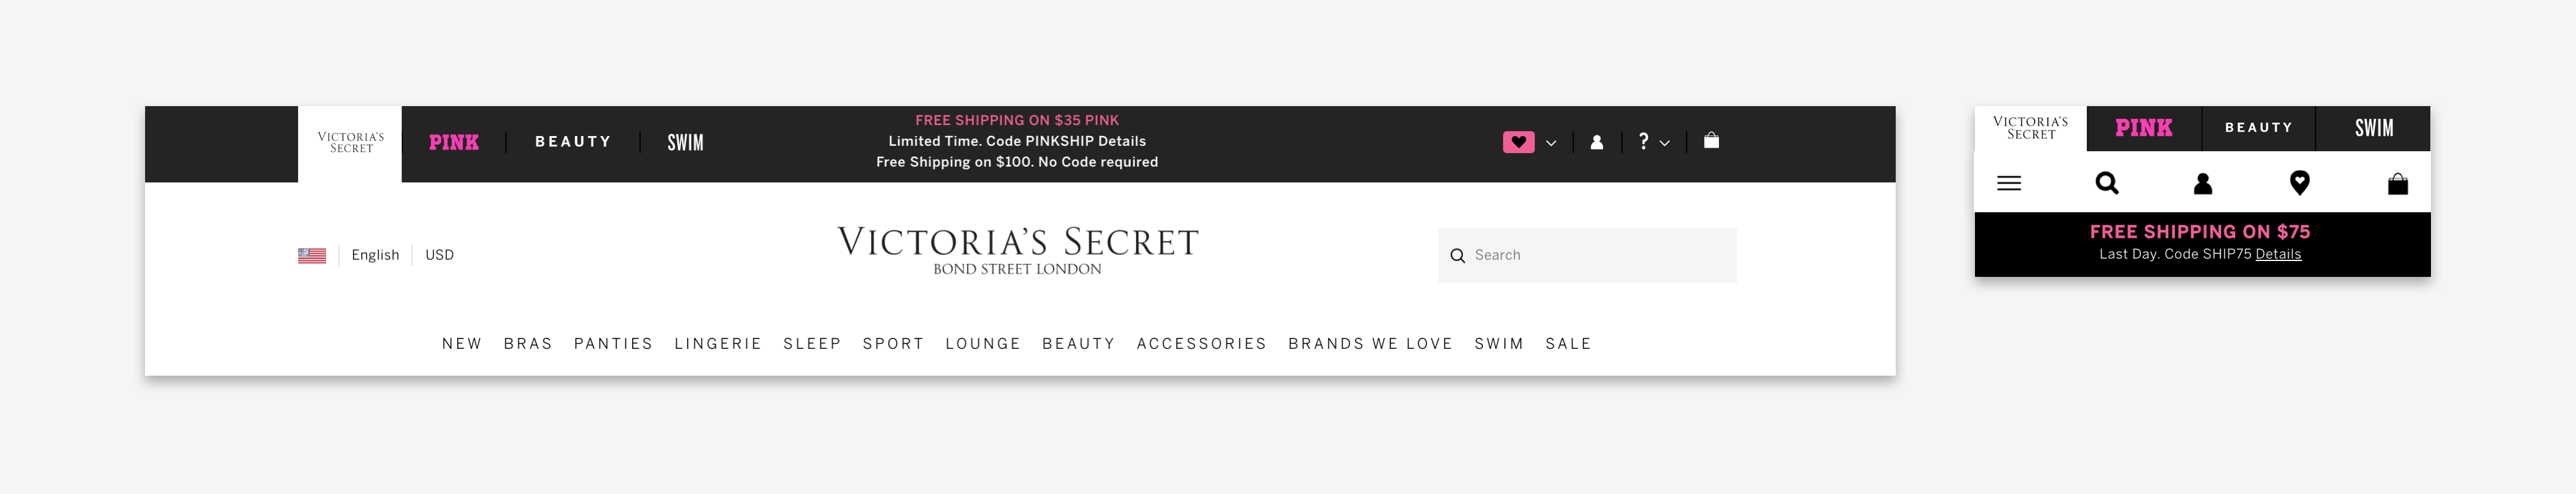 VICTORIA'S
SECRET
PINK
BEAUTY
SWIM
FREE SHIPPING ON $35 PINK
Limited Time. Code PINKSHIP Details
Free Shipping on $100. No Code required
?
English
USD
VICTORIA'S SECRET
BOND STREET LONDON
Search
NEW BRAS PANTIES LINGERIE SLEEP SPORT LOUNGE BEAUTY ACCESSORIES BRANDS WE LOVE SWIM SALE
VICTORIA'S
SECRET
PINK
BEAUTY
SWIM
FREE SHIPPING ON $75
Last Day. Code SHIP75 Details